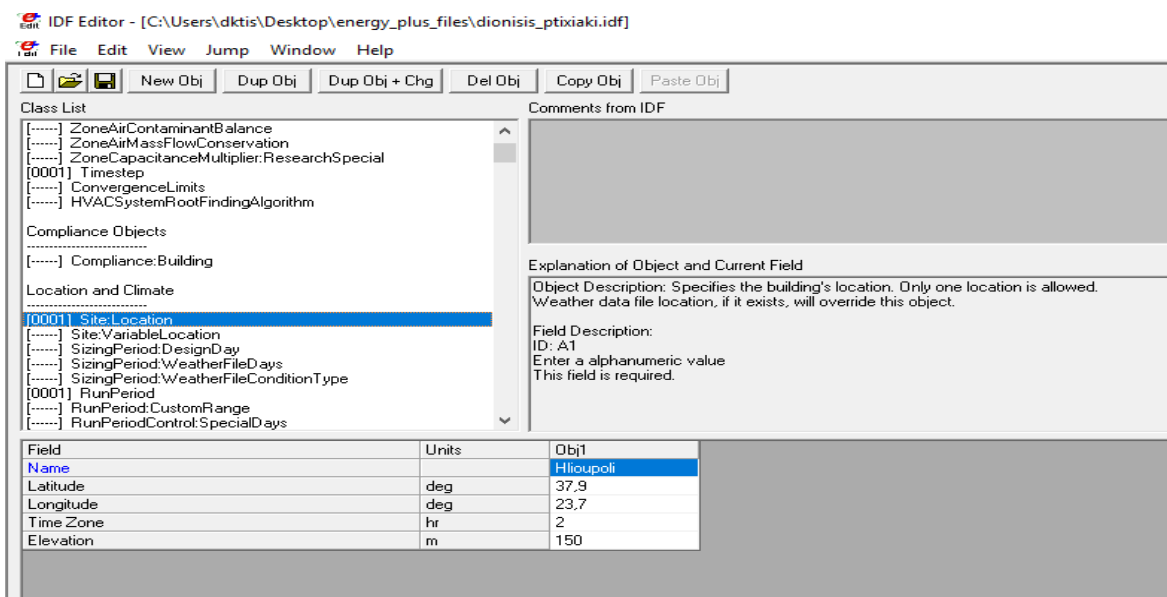 IDF Editor - [C:\Users\dktis\Desktop\energy_plus_files\dionisis_ptixiaki.idf]
File Edit View Jump Window Help
New Obj Dup Obj Dup Obj + Chg Del Obj Copy Obj Paste Obj
Class List
[------] ZoneAirContaminantBalance
[------] ZoneAirMassFlowConservation
[------] ZoneCapacitanceMultiplier:ResearchSpecial
[0001] Timestep
[------] ConvergenceLimits
[------] HVACSystemRootFindingAlgorithm
Compliance Objects
--------------------------
[------] Compliance:Building
Location and Climate
--------------------------
[0001] Site:Location
[------] Site:VariableLocation
[------] SizingPeriod:DesignDay
[------] SizingPeriod:WeatherFileDays
[------] SizingPeriod:WeatherFileConditionType
[0001] RunPeriod
[------] RunPeriod:CustomRange
[------] RunPeriodControl:SpecialDays
Comments from IDF
Explanation of Object and Current Field
Object Description: Specifies the building's location. Only one location is allowed.
Weather data file location, if it exists, will override this object.
Field Description:
ID: A1
Enter a alphanumeric value
This field is required.
Field Units Obj1
Name Hlioupoli
Latitude deg 37,9
Longitude deg 23,7
Time Zone hr 2
Elevation m 150